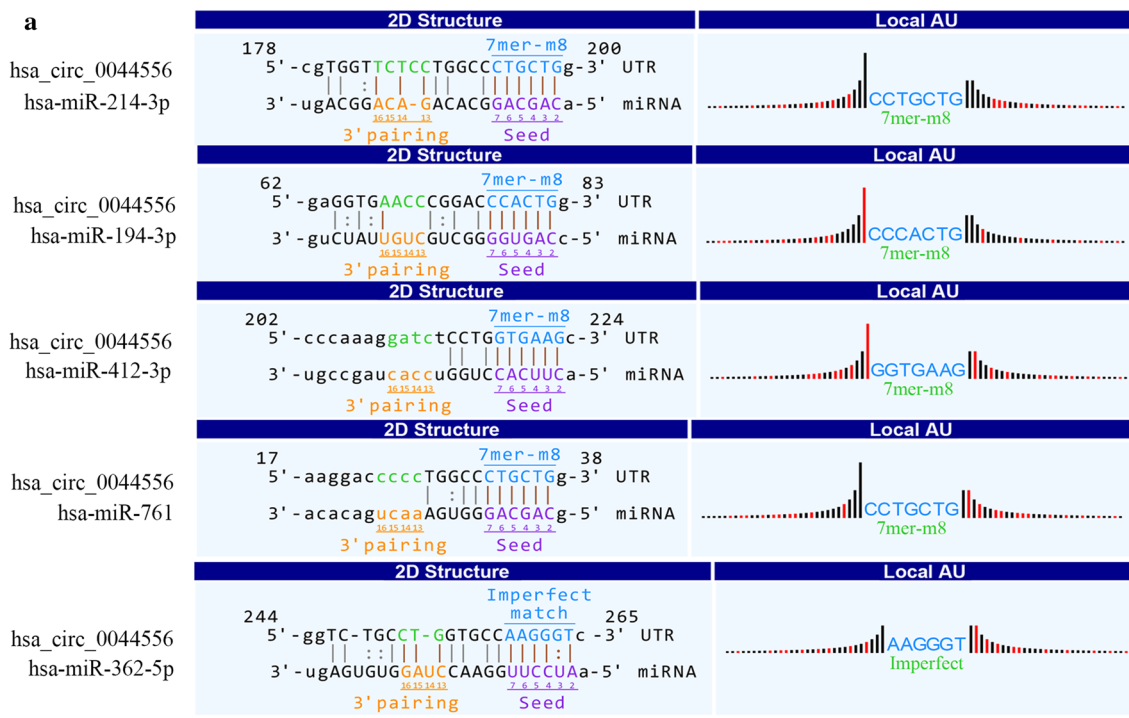 a
2D Structure Local AU
hsa_circ_0044556
hsa-miR-214-3p
7mer-m8
178 200
5'-cgTGGTTCTCCTGGCCCTGCTGg-3' UTR
3'-ugACGGACA-GACACGGACGACa-5' miRNA
16 15 14 13 7 6 5 4 3 2
3'pairing Seed
CCTGCTG
7mer-m8
2D Structure Local AU
hsa_circ_0044556
hsa-miR-194-3p
7mer-m8
62 83
5'-gaGGTGAACCCGGACCCACTGg-3' UTR
3'-guCUAUUGUCGUCGGGGUGACc-5' miRNA
16 15 14 13 7 6 5 4 3 2
3'pairing Seed
CCCACTG
7mer-m8
2D Structure Local AU
hsa_circ_0044556
hsa-miR-412-3p
7mer-m8
202 224
5'-cccaaaggatctCCTGGTGAAGc-3' UTR
3'-ugccgaucaccuGGUCCACUUCa-5' miRNA
16 15 14 13 7 6 5 4 3 2
3'pairing Seed
GGTGAAG
7mer-m8
2D Structure Local AU
hsa_circ_0044556
hsa-miR-761
7mer-m8
17 38
5'-aaggaccccccTGGCCCTGCTGg-3' UTR
3'-acacagucaaAGUGGGACGACg-5' miRNA
16 15 14 13 7 6 5 4 3 2
3'pairing Seed
CCTGCTG
7mer-m8
2D Structure Local AU
hsa_circ_0044556
hsa-miR-362-5p
Imperfect
match
244 265
5'-ggTC-TGCCT-GGTGCCAAGGGTc-3' UTR
3'-ugAGUGUGGAUCCAAGGUUCCUAa-5' miRNA
16 15 14 13 7 6 5 4 3 2
3'pairing Seed
AAGGGT
Imperfect